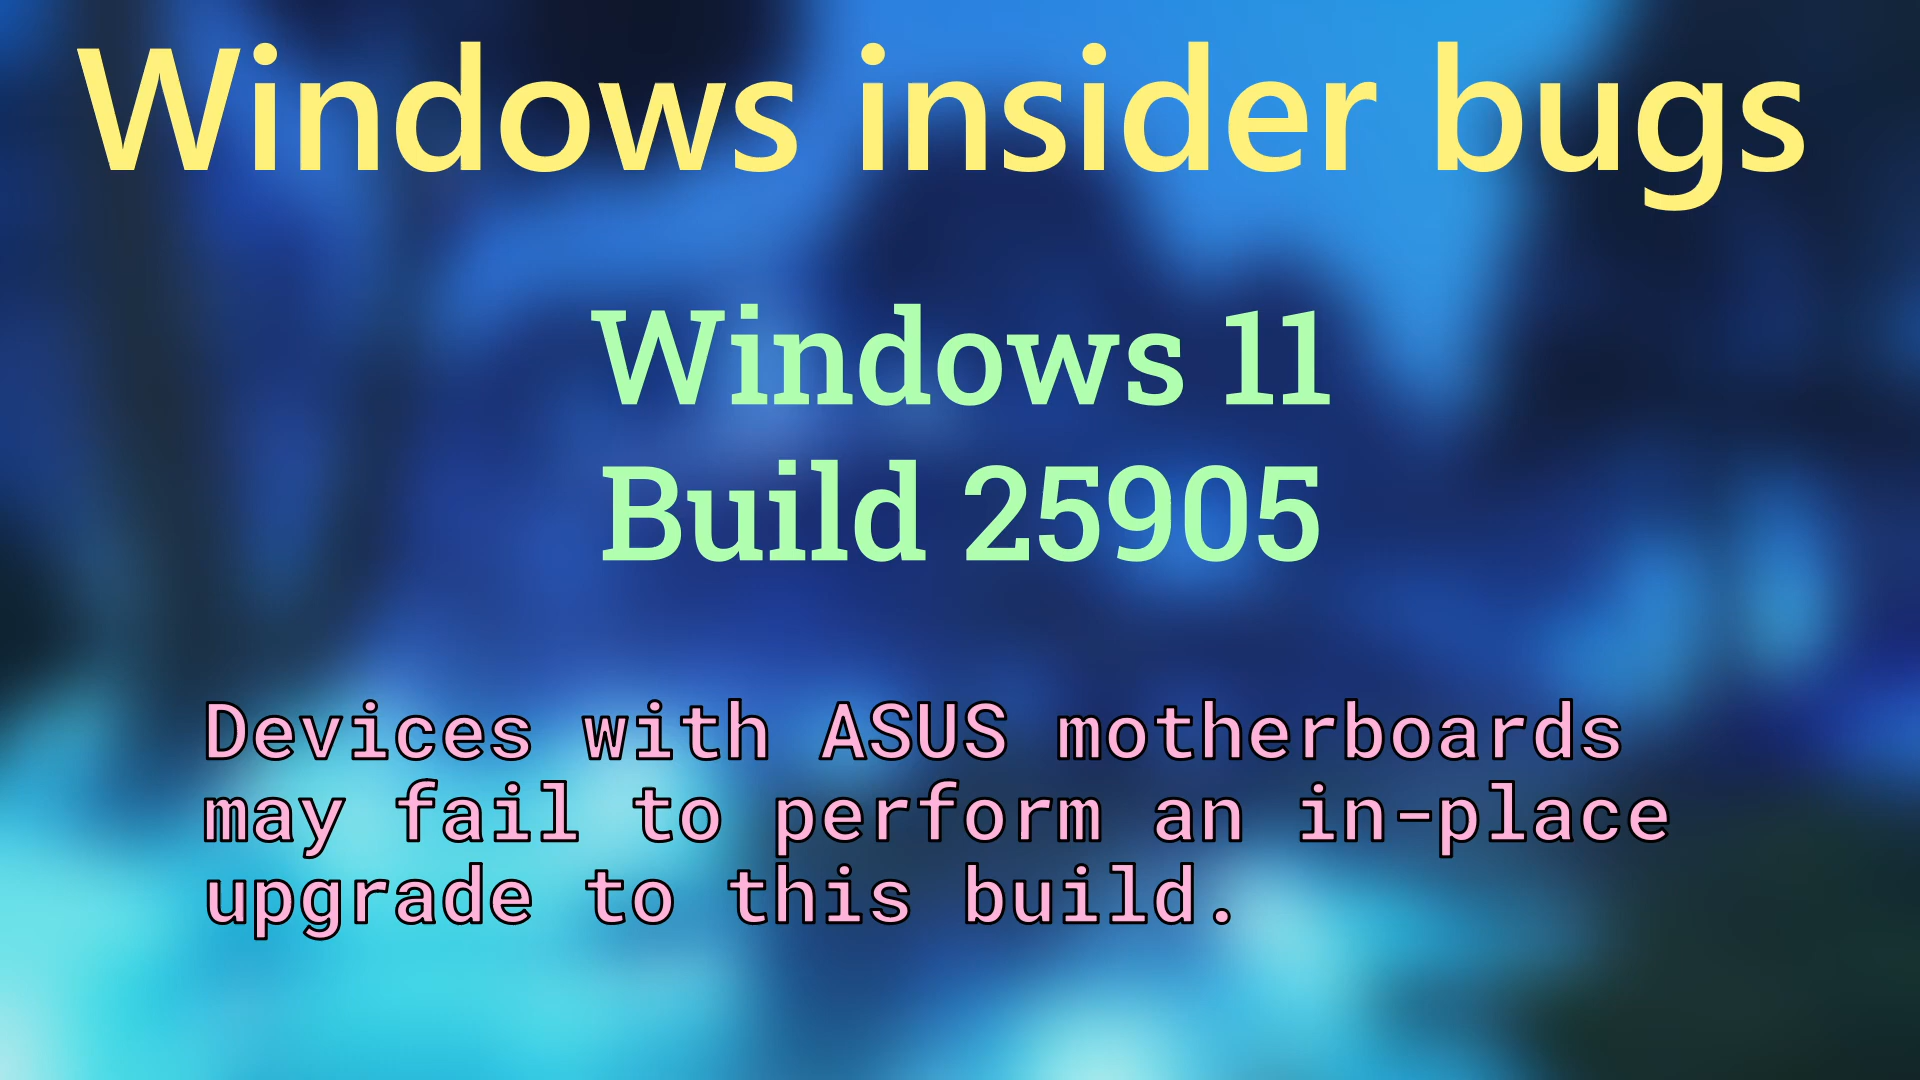 Windows insider bugs
Windows 11
Build 25905
Devices with ASUS motherboards
may fail to perform an in-place
upgrade to this build.